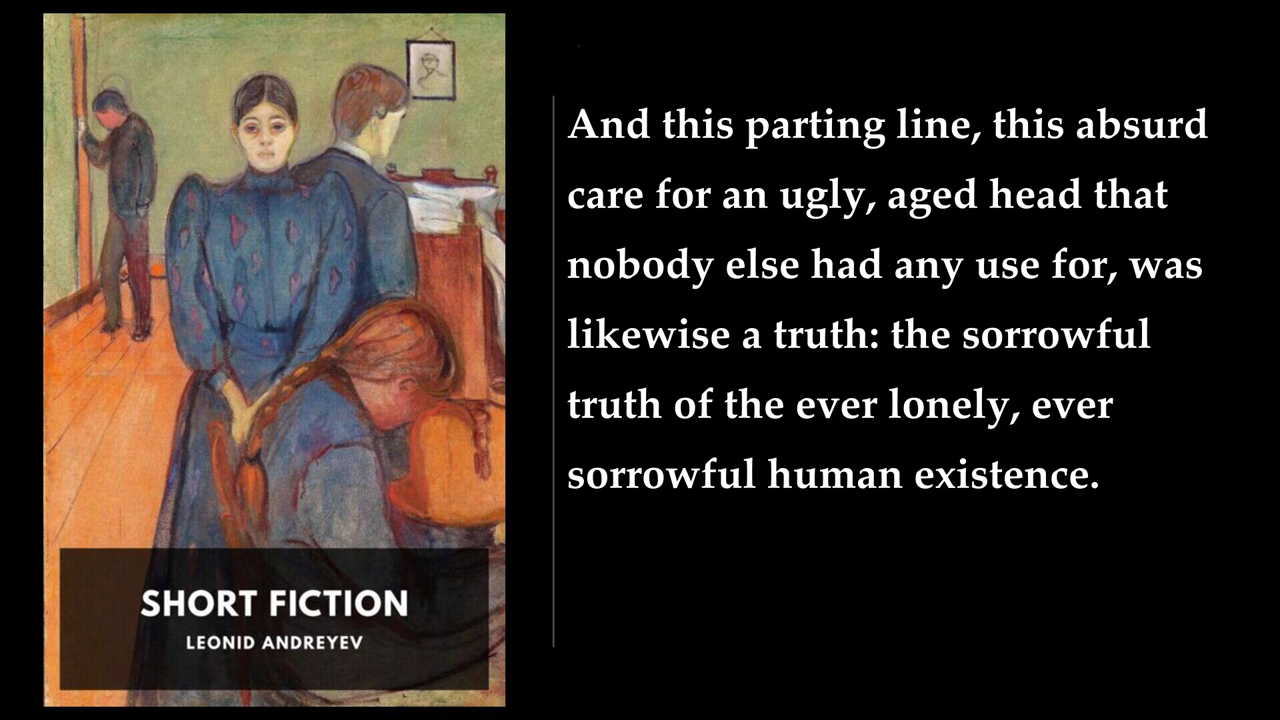 And this parting line, this absurd
care for an ugly, aged head that
nobody else had any use for, was
likewise a truth: the sorrowful
truth of the ever lonely, ever
sorrowful human existence.
SHORT FICTION
LEONID ANDREYEV